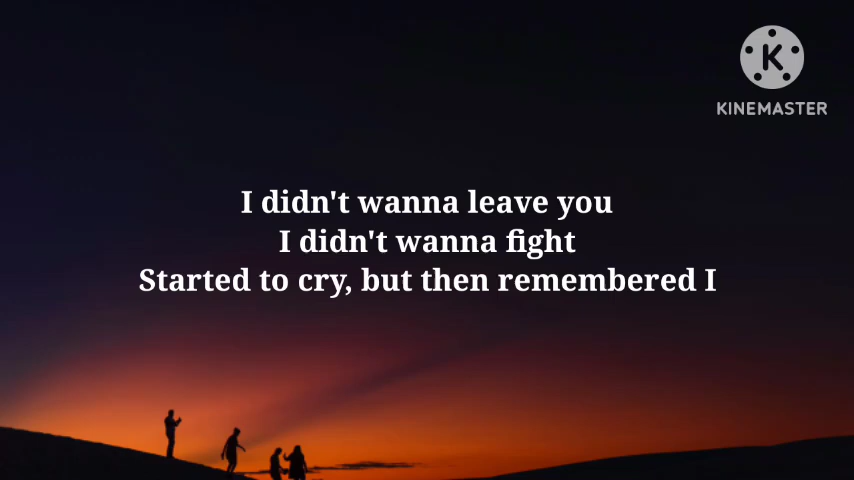 KINEMASTER
I didn't wanna leave you
I didn't wanna fight
Started to cry, but then remembered I